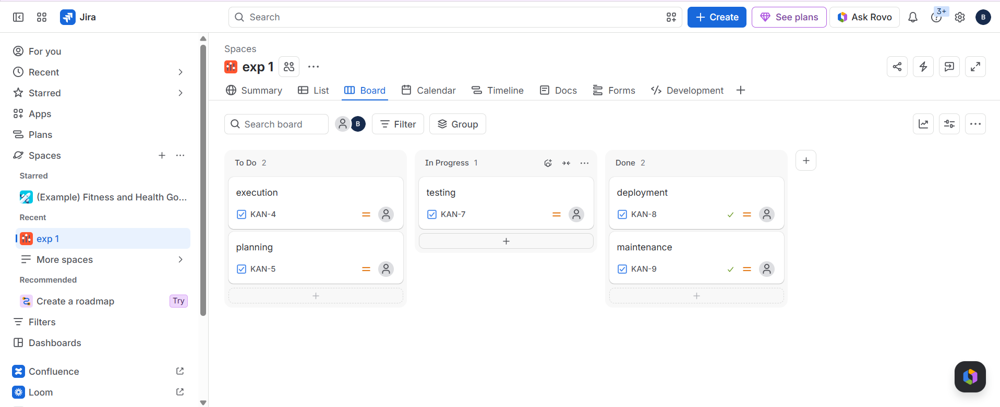 Jira
Search
Create
See plans
Ask Rovo
3+
B
For you
Recent
Starred
Apps
Plans
Spaces
Starred
(Example) Fitness and Health Go...
Recent
exp 1
More spaces
Recommended
Create a roadmap
Try
Filters
Dashboards
Confluence
Loom
Spaces
exp 1
Summary
List
Board
Calendar
Timeline
Docs
Forms
Development
Search board
B
Filter
Group
To Do 2
execution
KAN-4
planning
KAN-5
In Progress 1
testing
KAN-7
Done 2
deployment
KAN-8
maintenance
KAN-9